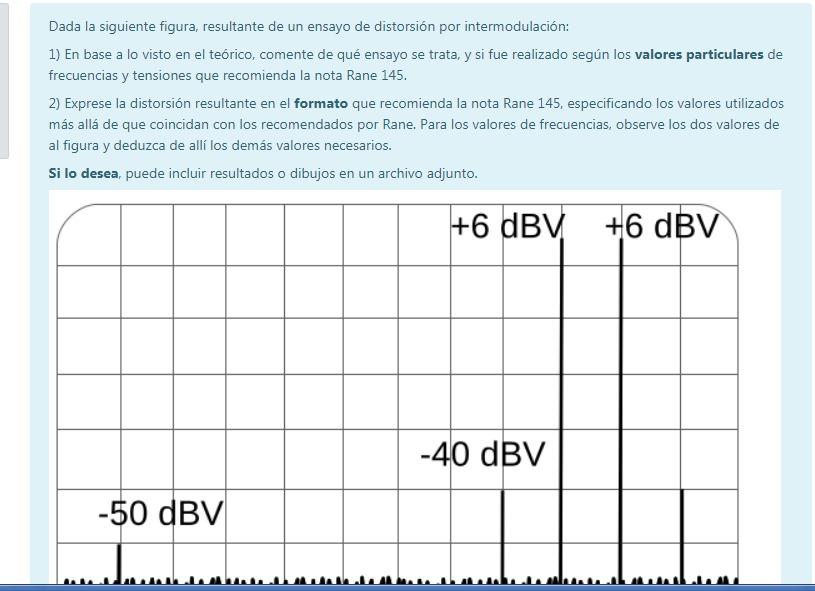 Dada la siguiente figura, resultante de un ensayo de distorsión por intermodulación:
1) En base a lo visto en el teórico, comente de qué ensayo se trata, y si fue realizado según los valores particulares de
frecuencias y tensiones que recomienda la nota Rane 145.
2) Exprese la distorsión resultante en el formato que recomienda la nota Rane 145, especificando los valores utilizados
más allá de que coincidan con los recomendados por Rane. Para los valores de frecuencias, observe los dos valores de
al figura y deduzca de allí los demás valores necesarios.
Si lo desea, puede incluir resultados o dibujos en un archivo adjunto.
+6 dBV +6 dBV
-40 dBV
-50 dBV